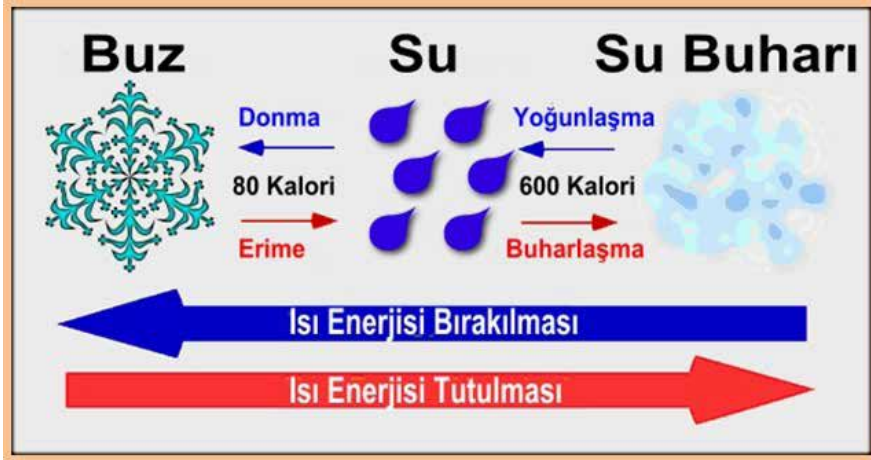 Buz
Su
Su Buharı
Donma
Yoğunlaşma
80 Kalori
600 Kalori
Erime
Buharlaşma
Isı Enerjisi Bırakılması
Isı Enerjisi Tutulması